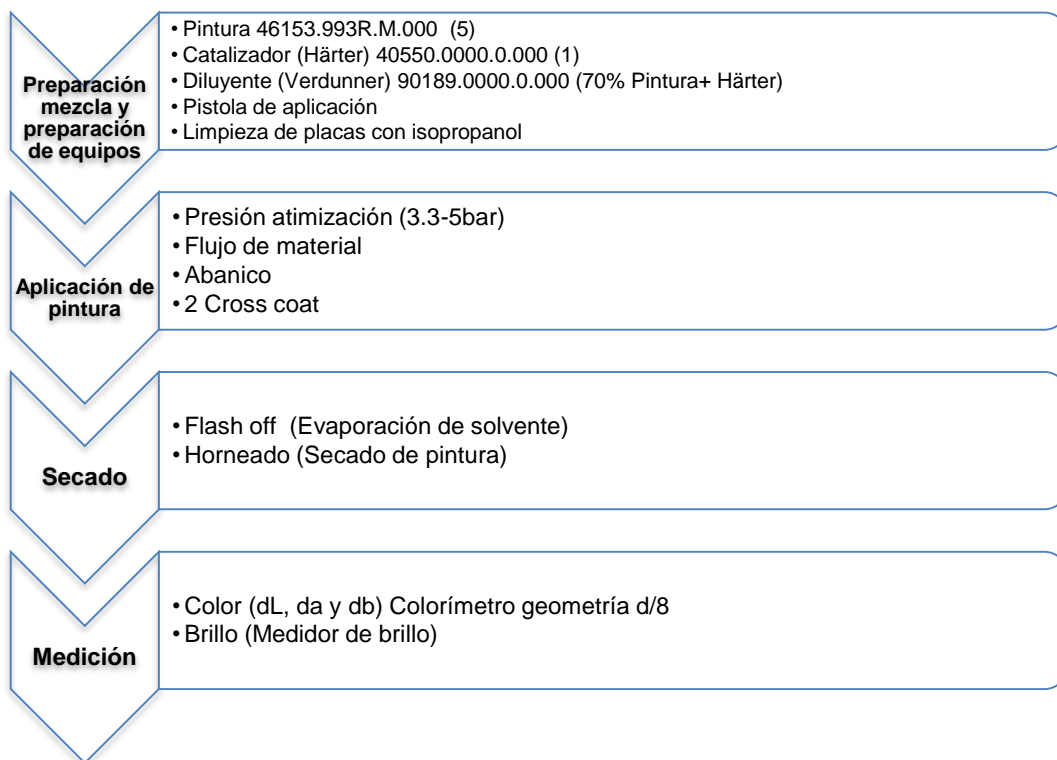 Preparación
mezcla y
preparación
de equipos
• Pintura 46153.993R.M.000 (5)
• Catalizador (Härter) 40550.0000.0.000 (1)
• Diluyente (Verdunner) 90189.0000.0.000 (70% Pintura+ Härter)
• Pistola de aplicación
• Limpieza de placas con isopropanol
Aplicación de
pintura
• Presión atimización (3.3-5bar)
• Flujo de material
• Abanico
• 2 Cross coat
Secado
• Flash off (Evaporación de solvente)
• Horneado (Secado de pintura)
Medición
• Color (dL, da y db) Colorímetro geometría d/8
• Brillo (Medidor de brillo)